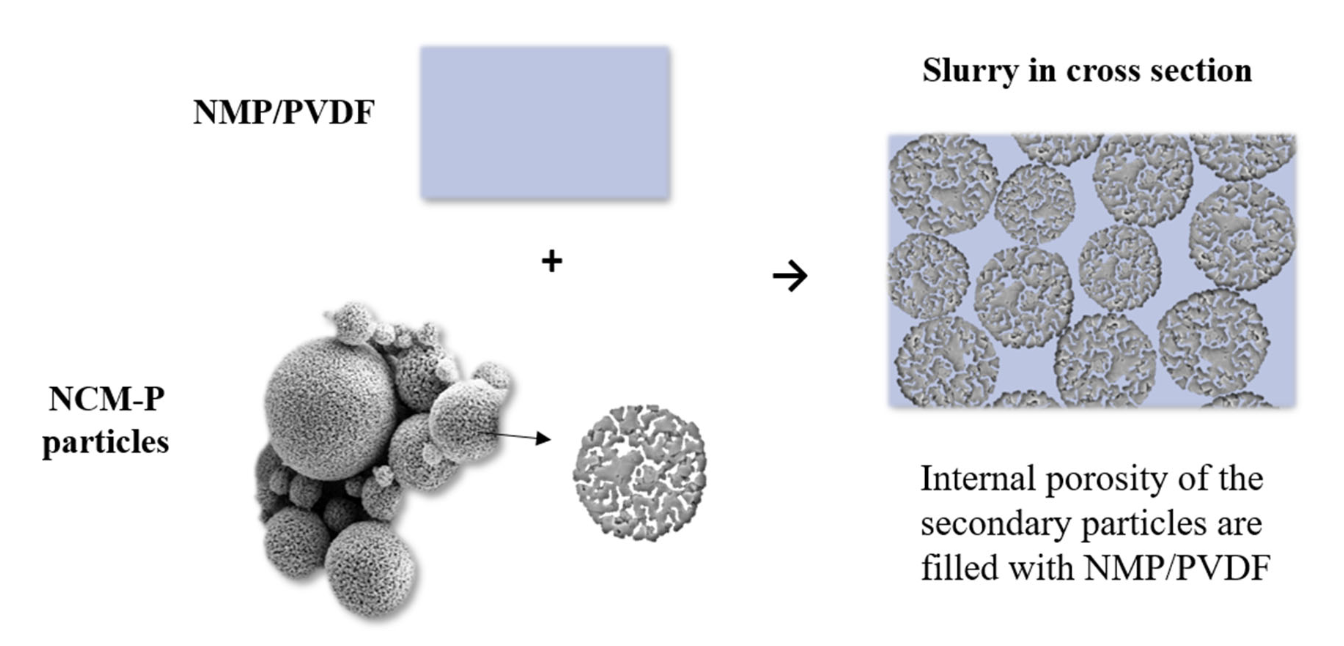 NMP/PVDF
+
→
NCM-P
particles
Slurry in cross section
Internal porosity of the
secondary particles are
filled with NMP/PVDF